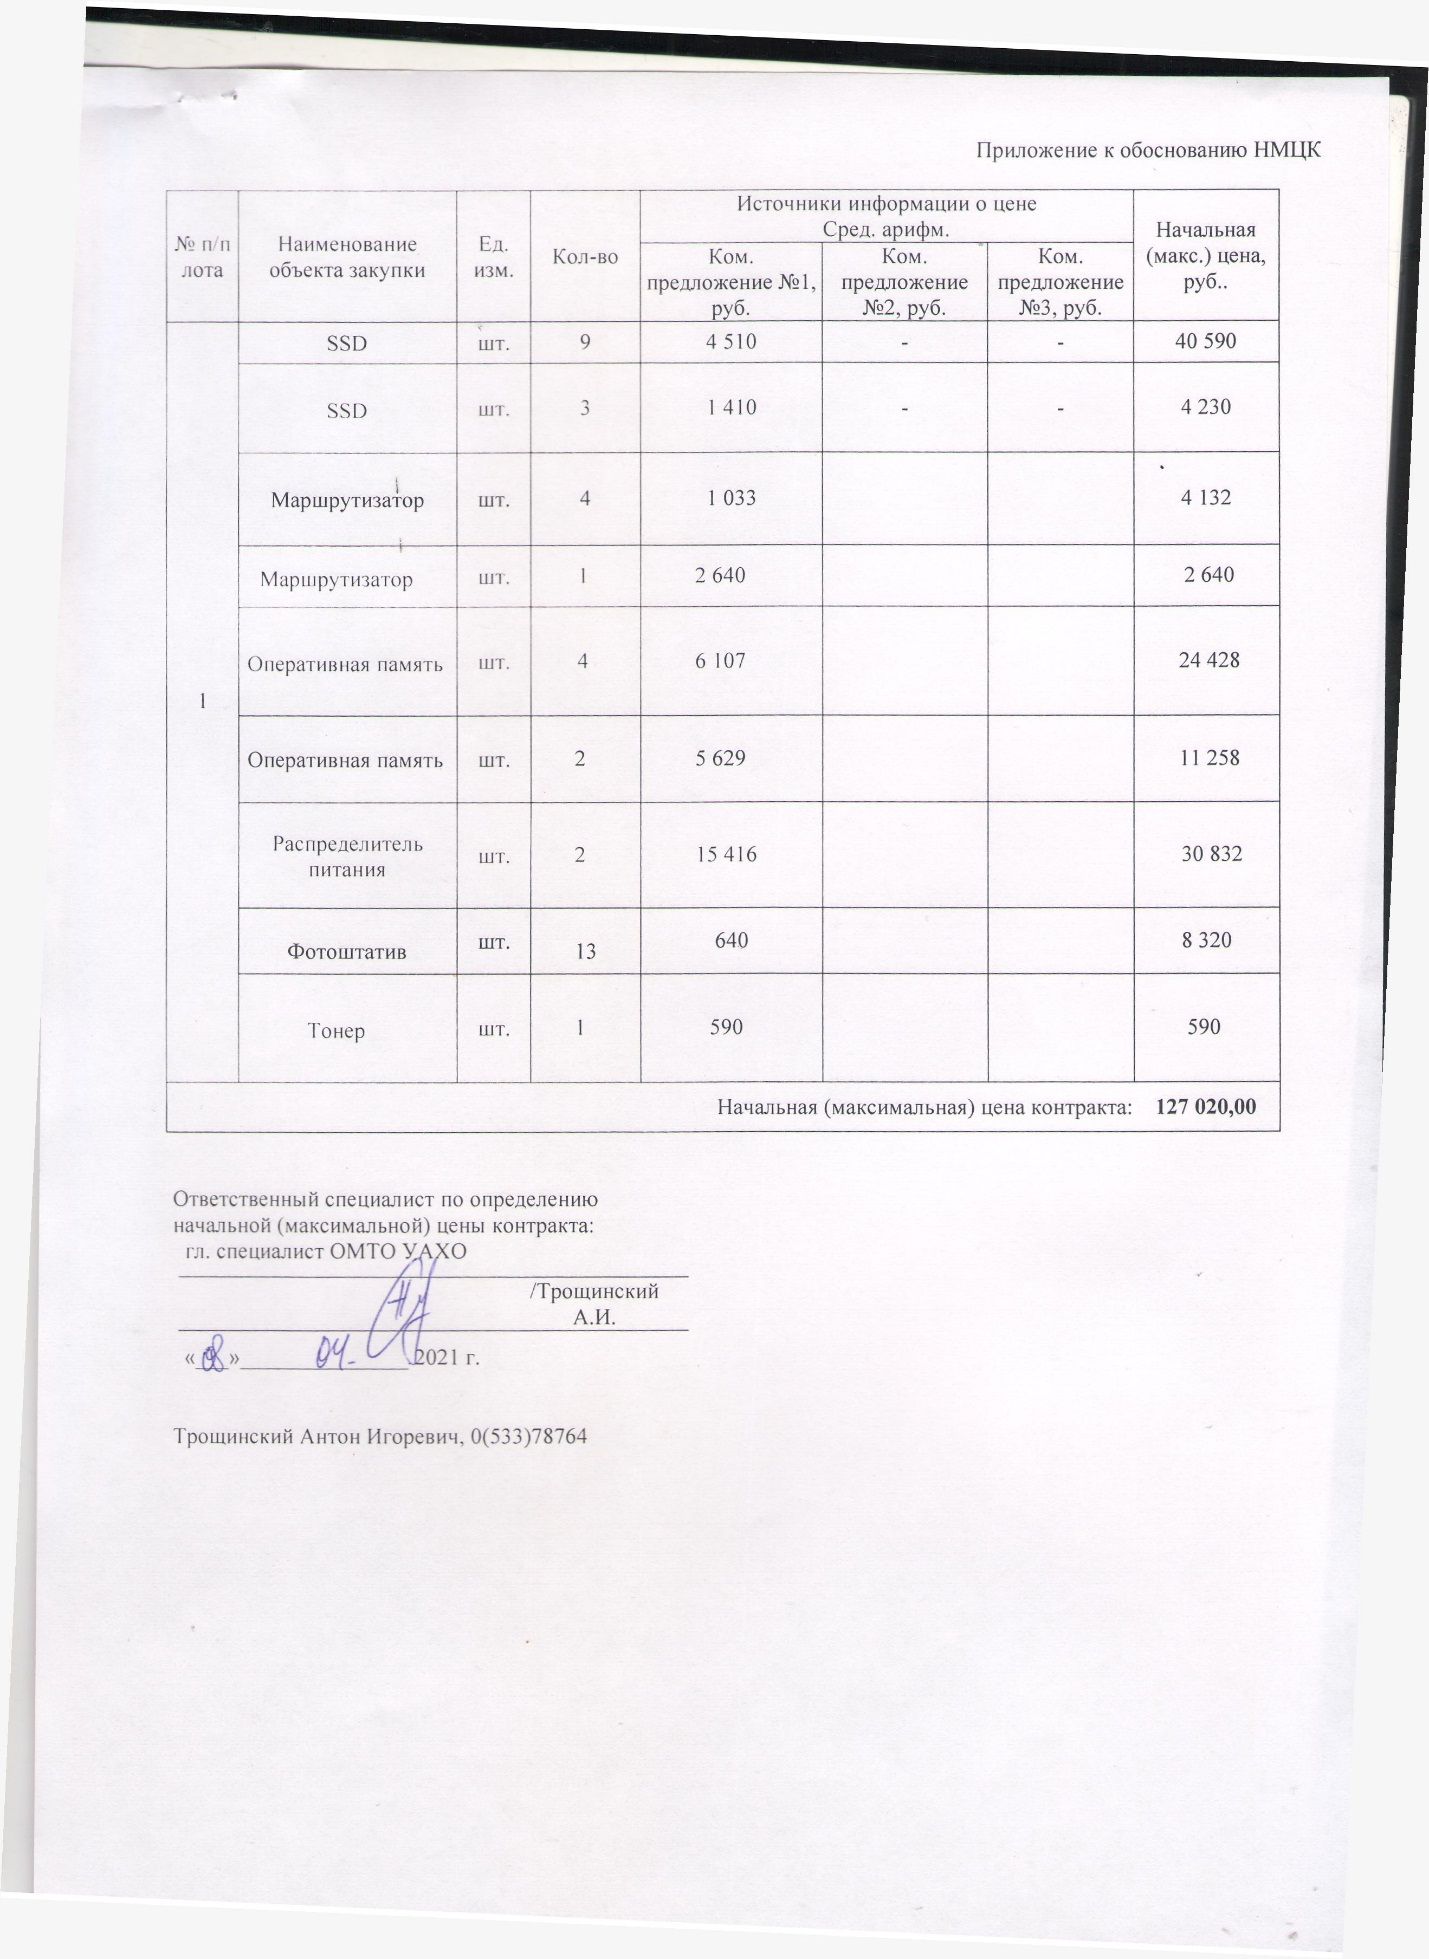 Приложение к обоснованию НМЦК
№ п/п лота
Наименование объекта закупки
Ед. изм.
Кол-во
Источники информации о цене
Сред. арифм.
Ком. предложение №1, руб.
Ком. предложение №2, руб.
Ком. предложение №3, руб.
Начальная (макс.) цена, руб..
1
SSD шт. 9 4 510 - - 40 590
SSD шт. 3 1 410 - - 4 230
Маршрутизатор шт. 4 1 033 4 132
Маршрутизатор шт. 1 2 640 2 640
Оперативная память шт. 4 6 107 24 428
Оперативная память шт. 2 5 629 11 258
Распределитель питания шт. 2 15 416 30 832
Фотоштатив шт. 13 640 8 320
Тонер шт. 1 590 590
Начальная (максимальная) цена контракта: 127 020,00
Ответственный специалист по определению
начальной (максимальной) цены контракта:
гл. специалист ОМТО УАХО
/Трощинский
А.И.
«08» 04. 2021 г.
Трощинский Антон Игоревич, 0(533)78764